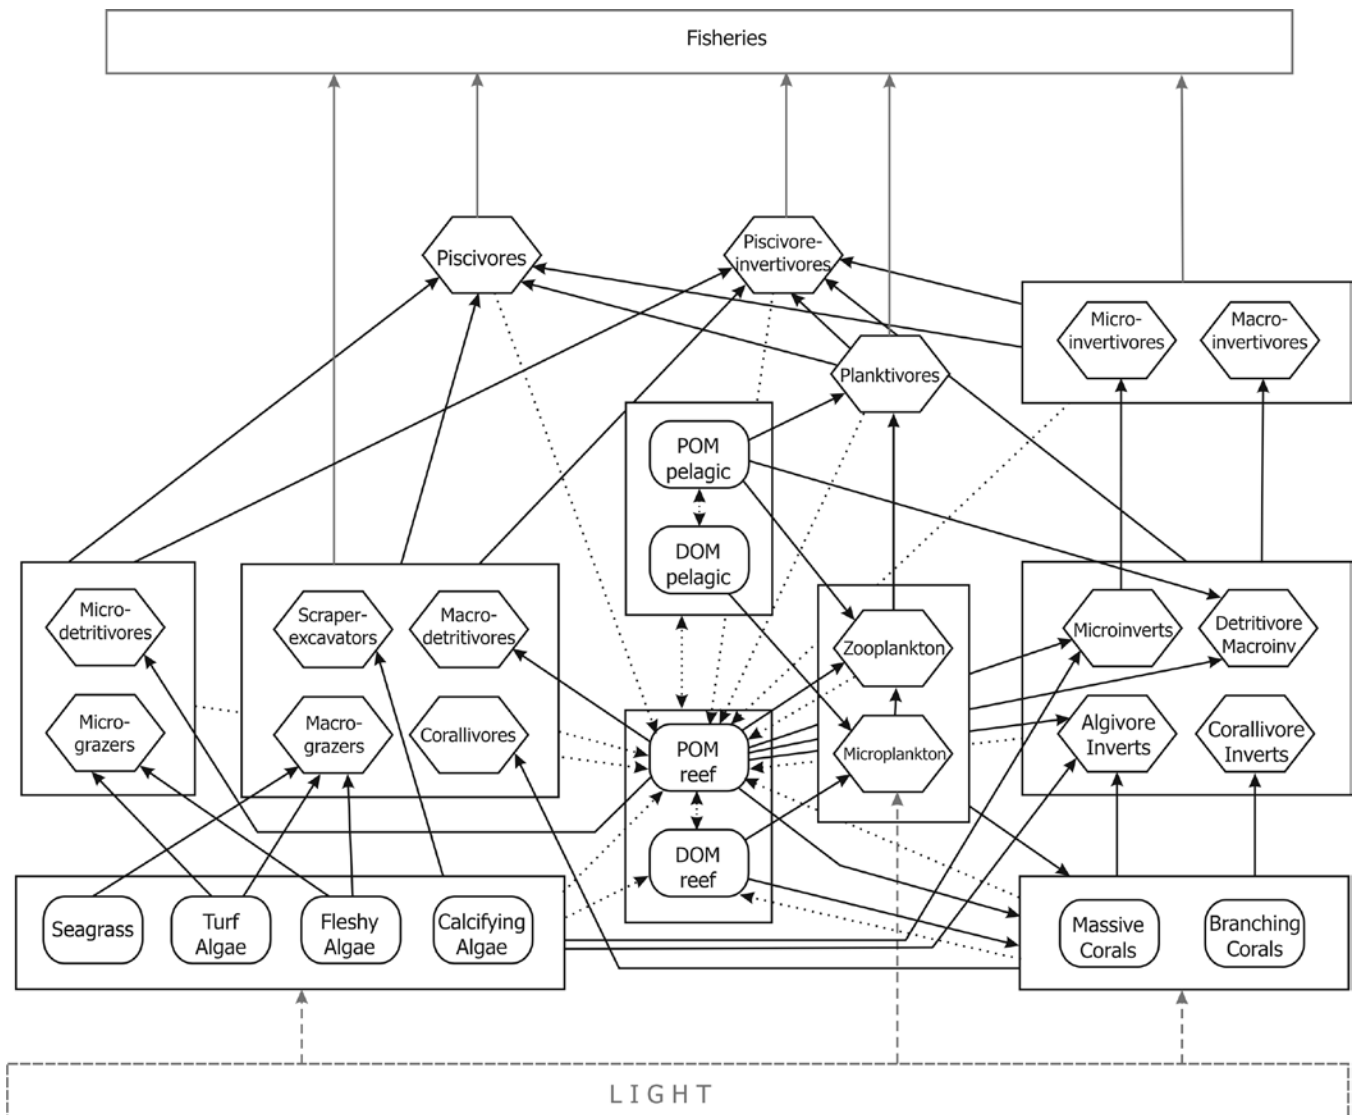 Fisheries
Piscivores
Piscivore-
invertivores
Micro-
invertivores
Macro-
invertivores
Planktivores
POM
pelagic
DOM
pelagic
Micro-
detritivores
Scraper-
excavators
Macro-
detritivores
Zooplankton
Microinverts
Detritivore
Macroinv
Micro-
grazers
Macro-
grazers
Corallivores
POM
reef
Microplankton
Algivore
Inverts
Corallivore
Inverts
DOM
reef
Seagrass
Turf
Algae
Fleshy
Algae
Calcifying
Algae
Massive
Corals
Branching
Corals
LIGHT